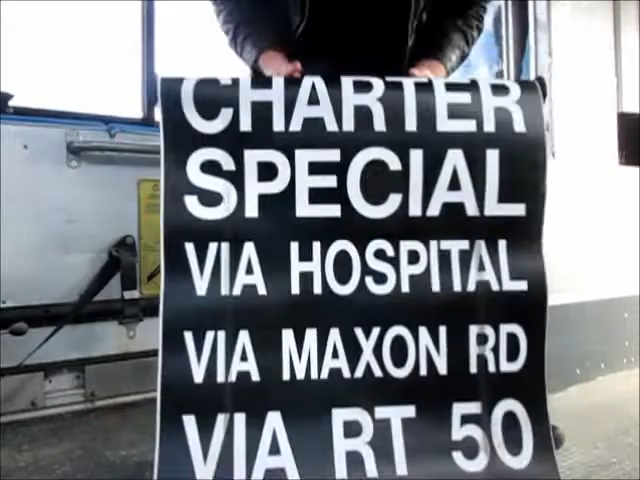 CHARTER
SPECIAL
VIA HOSPITAL
VIA MAXON RD
VIA RT 50